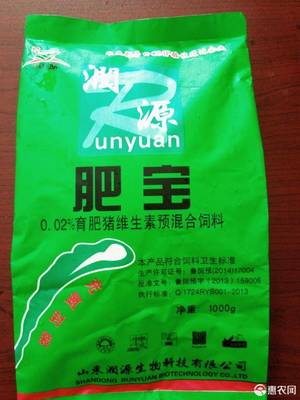 潤源
Runyuan
肥宝
0.02%育肥猪维生素预混合饲料
本产品符合饲料卫生标准
生产许可证号：鲁饲预(2014)17004
批准文号：鲁饲预字（2013）159006
执行标准：Q/1724RYS001-2013
净重：1000g
山东润源生物科技有限公司
SHANDONG RUNYUAN BIOTECHNOLOGY CO.,LTD
惠农网